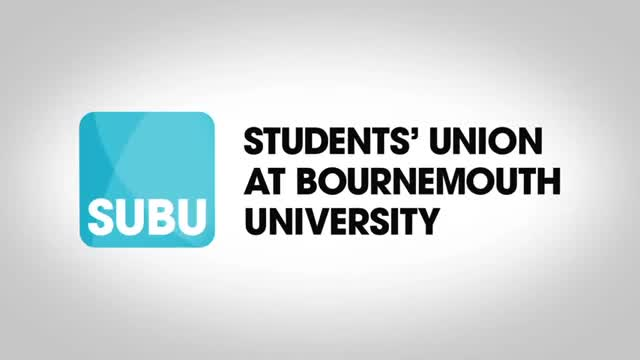 SUBU
STUDENTS’ UNION
AT BOURNEMOUTH
UNIVERSITY